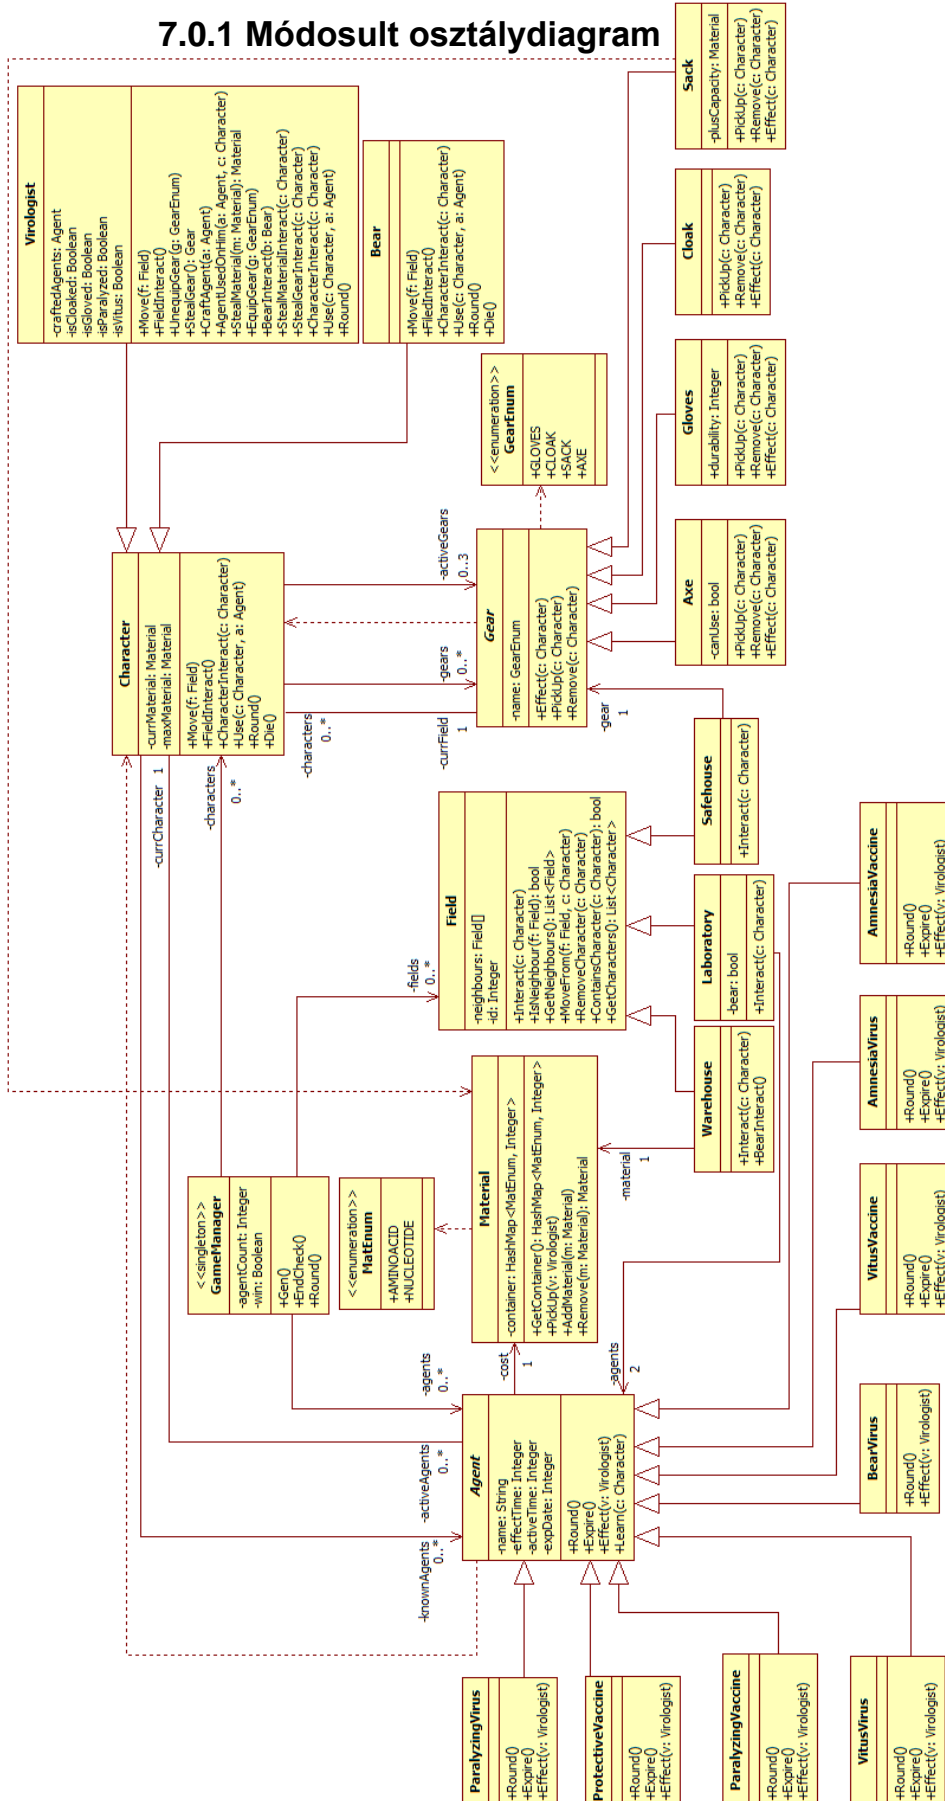 7.0.1 Módosult osztálydiagram
Virologist
-craftedAgents: Agent
-isCloaked: Boolean
-isGloved: Boolean
-isParalyzed: Boolean
-isVitus: Boolean
+Move(f: Field)
+FieldInteract()
+UnequipGear(g: GearEnum)
+StealGear(): Gear
+CraftAgent(a: Agent)
+AgentUsedOnHim(a: Agent, c: Character)
+StealMaterial(m: Material): Material
+EquipGear(g: GearEnum)
+BearInteract(b: Bear)
+StealMaterialInteract(c: Character)
+StealGearInteract(c: Character)
+CharacterInteract(c: Character)
+Use(c: Character, a: Agent)
+Round()
Bear
+Move(f: Field)
+FiledInteract()
+CharacterInteract(c: Character)
+Use(c: Character, a: Agent)
+Round()
+Die()
Sack
-plusCapacity: Material
+PickUp(c: Character)
+Remove(c: Character)
+Effect(c: Character)
Cloak
+PickUp(c: Character)
+Remove(c: Character)
+Effect(c: Character)
Gloves
+durability: Integer
+PickUp(c: Character)
+Remove(c: Character)
+Effect(c: Character)
Axe
-canUse: bool
+PickUp(c: Character)
+Remove(c: Character)
+Effect(c: Character)
<<enumeration>>
GearEnum
+GLOVES
+CLOAK
+SACK
+AXE
Character
-currMaterial: Material
-maxMaterial: Material
+Move(f: Field)
+FieldInteract()
+CharacterInteract(c: Character)
+Use(c: Character, a: Agent)
+Round()
+Die()
-activeGears
0..3
-gears
0..*
-characters
0..*
-currField
1
Gear
-name: GearEnum
+Effect(c: Character)
+PickUp(c: Character)
+Remove(c: Character)
-gear
1
-currCharacter 1
-characters
0..*
Safehouse
+Interact(c: Character)
Field
-neighbours: Field[]
-id: Integer
+Interact(c: Character)
+IsNeighbour(f: Field): bool
+GetNeighbours(): List<Field>
+MoveFrom(f: Field, c: Character)
+RemoveCharacter(c: Character)
+ContainsCharacter(c: Character): bool
+GetCharacters(): List<Character>
-fields
0..*
Laboratory
-bear: bool
+Interact(c: Character)
Warehouse
+Interact(c: Character)
+BearInteract()
-material
1
<<singleton>>
GameManager
-agentCount: Integer
-win: Boolean
+Gen()
+EndCheck()
+Round()
<<enumeration>>
MatEnum
+AMINOACID
+NUCLEOTIDE
Material
-container: HashMap<MatEnum, Integer>
+GetContainer(): HashMap<MatEnum, Integer>
+PickUp(v: Virologist)
+AddMaterial(m: Material)
+Remove(m: Material): Material
-cost
1
-agents
0..*
-agents
2
-activeAgents
0..*
-knownAgents
0..*
Agent
-name: String
-effectTime: Integer
-activeTime: Integer
-expDate: Integer
+Round()
+Expire()
+Effect(v: Virologist)
+Learn(c: Character)
AmnesiaVaccine
+Round()
+Expire()
+Effect(v: Virologist)
AmnesiaVirus
+Round()
+Expire()
+Effect(v: Virologist)
VitusVaccine
+Round()
+Expire()
+Effect(v: Virologist)
BearVirus
+Round()
+Effect(v: Virologist)
ParalyzingVirus
+Round()
+Expire()
+Effect(v: Virologist)
ProtectiveVaccine
+Round()
+Expire()
+Effect(v: Virologist)
ParalyzingVaccine
+Round()
+Expire()
+Effect(v: Virologist)
VitusVirus
+Round()
+Expire()
+Effect(v: Virologist)